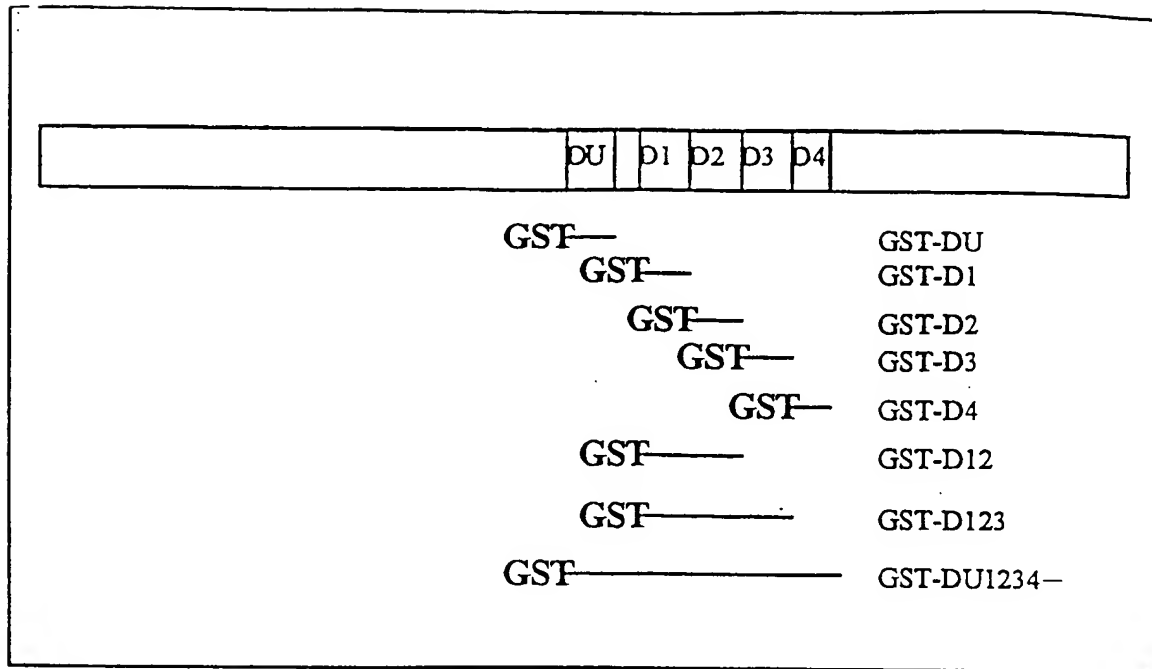 DU D1 D2 D3 D4
GST GST-DU
GST GST-D1
GST GST-D2
GST GST-D3
GST GST-D4
GST GST-D12
GST GST-D123
GST GST-DU1234–